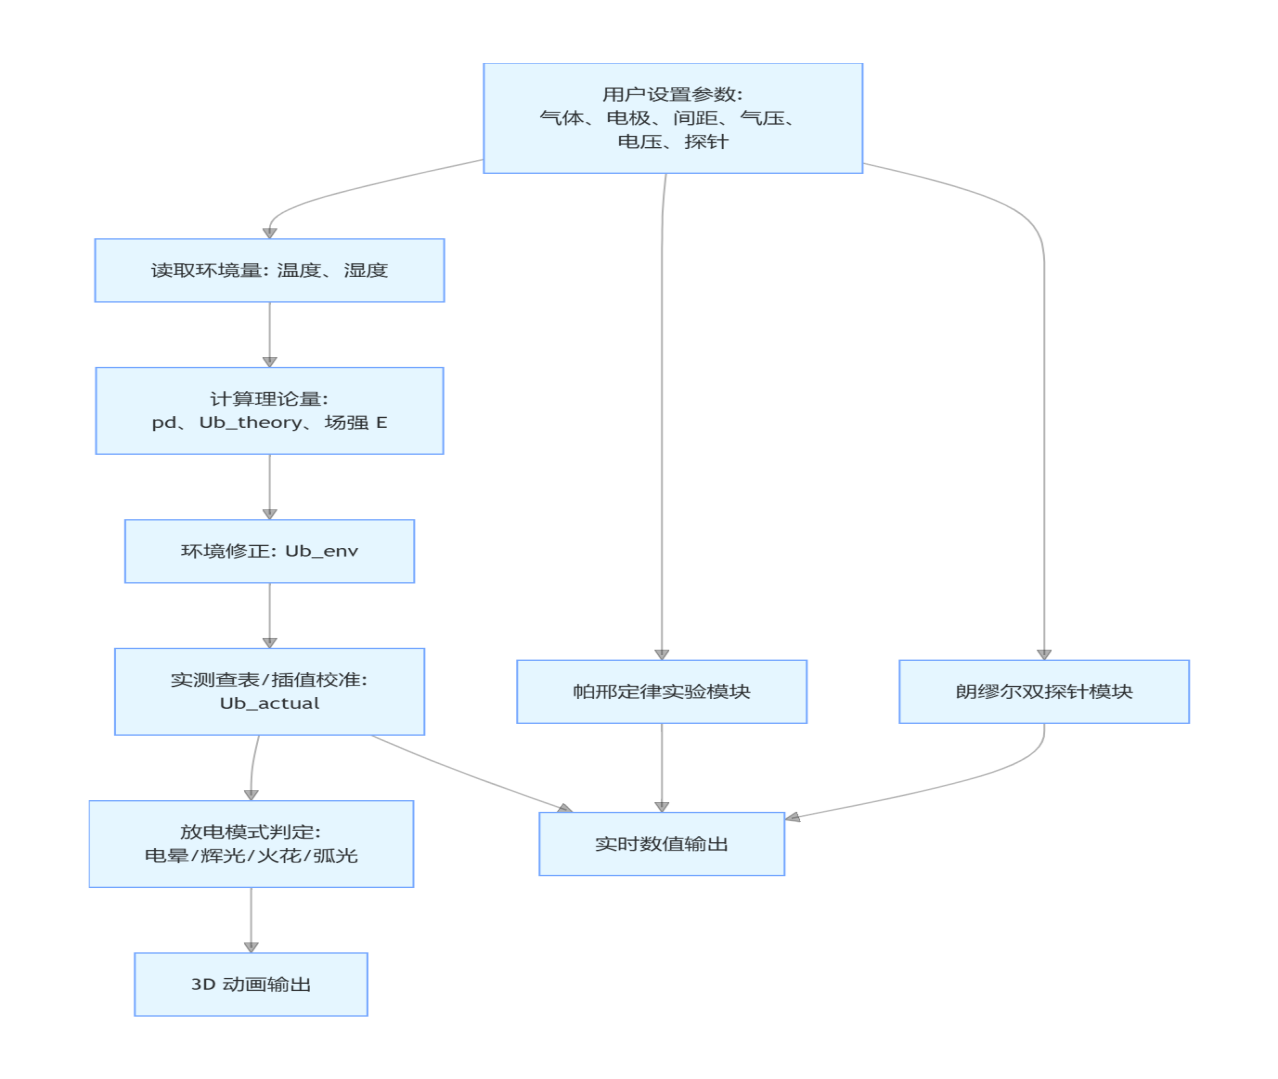 用户设置参数:
气体、电极、间距、气压、
电压、探针
读取环境量: 温度、湿度
计算理论量:
pd、Ub_theory、场强 E
环境修正: Ub_env
实测查表/插值校准:
Ub_actual
帕邢定律实验模块
朗缪尔双探针模块
放电模式判定:
电晕/辉光/火花/弧光
实时数值输出
3D 动画输出